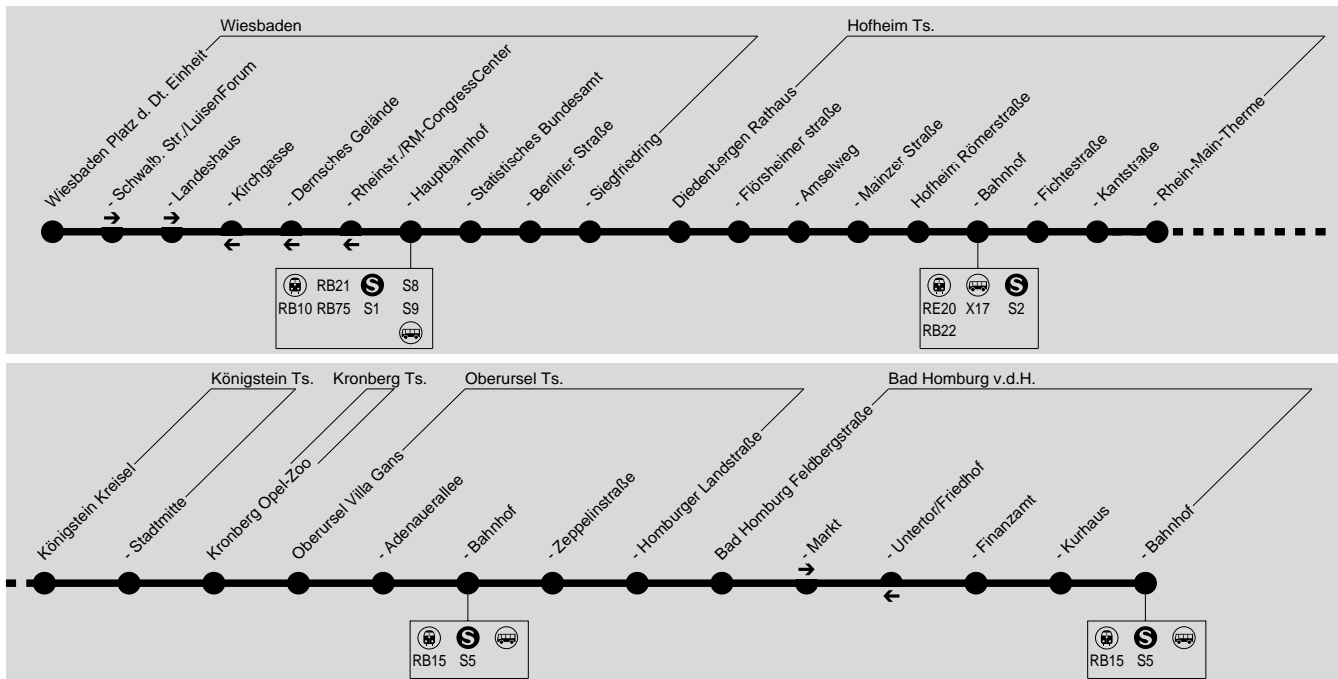 Wiesbaden
Hofheim Ts.
Wiesbaden Platz d. Dt. Einheit
- Schwalb. Str./LuisenForum
- Landeshaus
- Kirchgasse
- Dernsches Gelände
- Rheinstr./RM-CongressCenter
- Hauptbahnhof
- Statistisches Bundesamt
- Berliner Straße
- Siegfriedring
Diedenbergen Rathaus
- Flörsheimer straße
- Amselweg
- Mainzer Straße
Hofheim Römerstraße
- Bahnhof
- Fichtestraße
- Kantstraße
- Rhein-Main-Therme
RB21 S S8
RB10 RB75 S1 S9
S
RE20 X17 S2
RB22
Königstein Ts.
Kronberg Ts.
Oberursel Ts.
Bad Homburg v.d.H.
Königstein Kreisel
- Stadtmitte
Kronberg Opel-Zoo
Oberursel Villa Gans
- Adenauerallee
- Bahnhof
- Zeppelinstraße
- Homburger Landstraße
Bad Homburg Feldbergstraße
- Markt
- Untertor/Friedhof
- Finanzamt
- Kurhaus
- Bahnhof
S
RB15 S5
S
RB15 S5